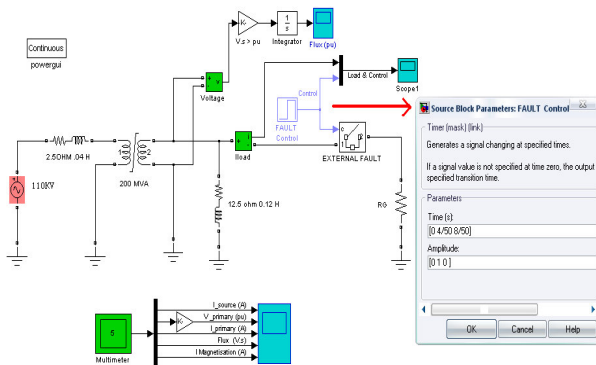 Continuous
powergui
K-
V.s > pu
1
s
Integrator
Flux (pu)
Voltage
v
Load & Control
Scope1
Control
FAULT
Control
Iload
i
c
1
2
EXTERNAL FAULT
2.5OHM .04 H
1
2
200 MVA
110KV
12.5 ohm 0.12 H
RG
Source Block Parameters: FAULT Control
Timer (mask) (link)
Generates a signal changing at specified times.
If a signal value is not specified at time zero, the output
specified transition time.
Parameters
Time (s):
[0 4/50 8/50]
Amplitude:
[0 1 0 ]
OK
Cancel
Help
5
Multimeter
K-
I_source (A)
V_primary (pu)
I_primary (A)
Flux (V.s)
I Magnetisation (A)